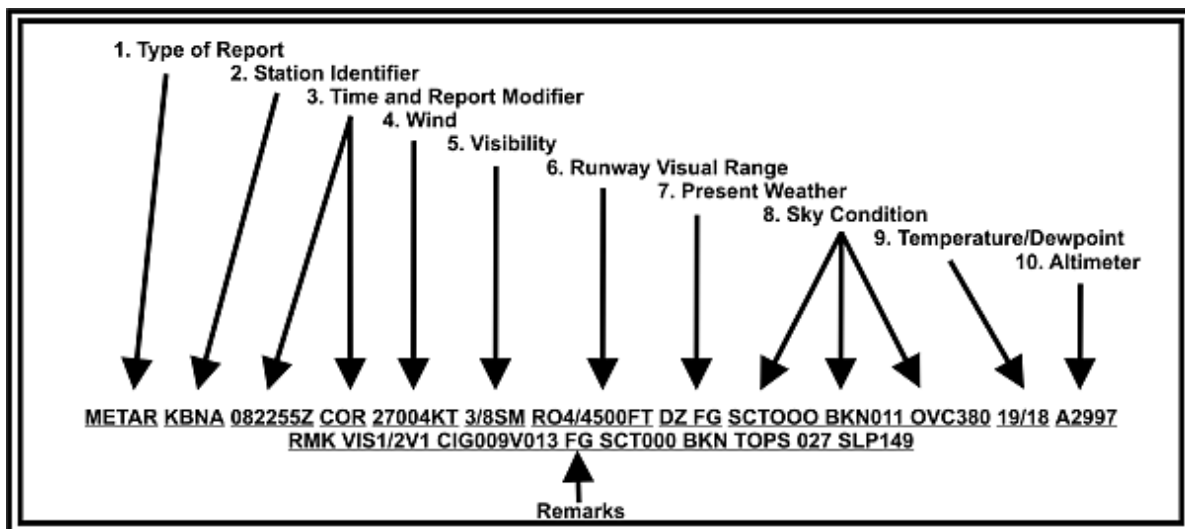 1. Type of Report
2. Station Identifier
3. Time and Report Modifier
4. Wind
5. Visibility
6. Runway Visual Range
7. Present Weather
8. Sky Condition
9. Temperature/Dewpoint
10. Altimeter
METAR KBNA 082255Z COR 27004KT 3/8SM RO4/4500FT DZ FG SCTOOO BKN011 OVC380 19/18 A2997
RMK VIS1/2V1 CIG009V013 FG SCT000 BKN TOPS 027 SLP149
Remarks